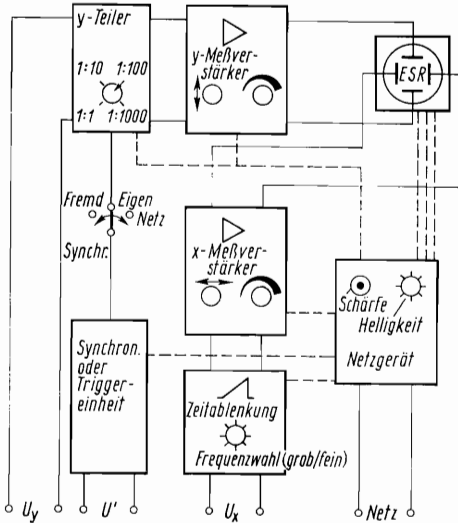 y-Teiler
1:10 1:100
1:1 1:1000
y-Meßver-
stärker
ESR
Fremd Eigen
Netz
Synchr.
x-Meßver-
stärker
Schärfe
Helligkeit
Netzgerät
Synchron.
oder
Trigger-
einheit
Zeitablenkung
Frequenzwahl (grob/fein)
Uy U' Ux Netz